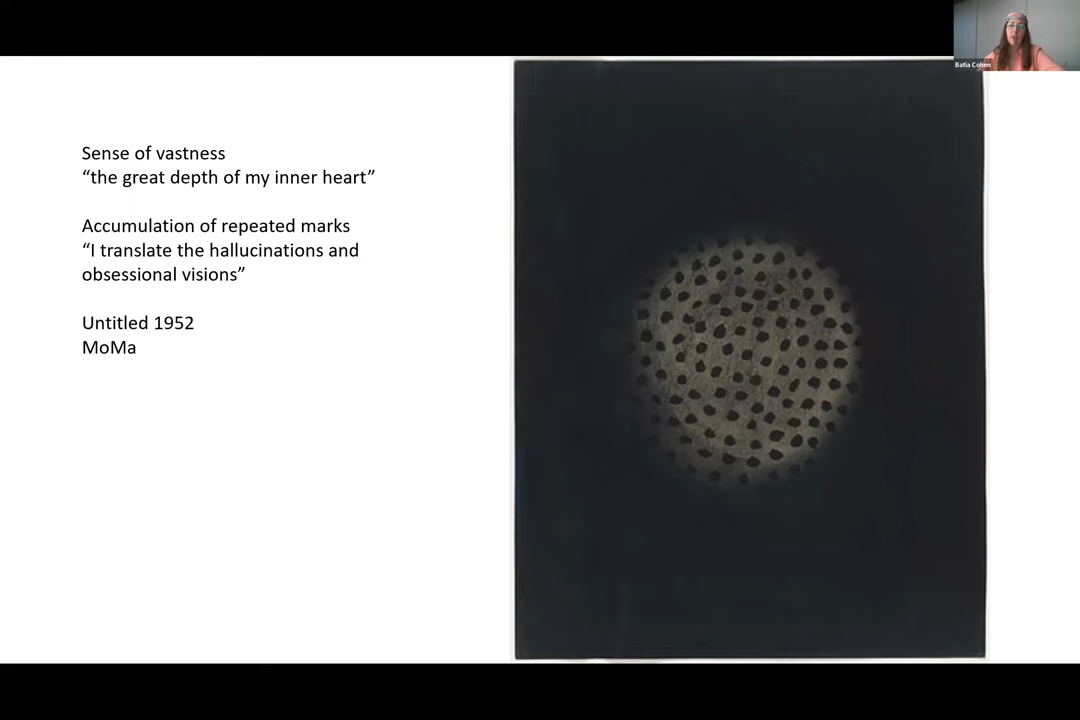 Sense of vastness
“the great depth of my inner heart”
Accumulation of repeated marks
“I translate the hallucinations and
obsessional visions”
Untitled 1952
MoMa
Batia Cohen